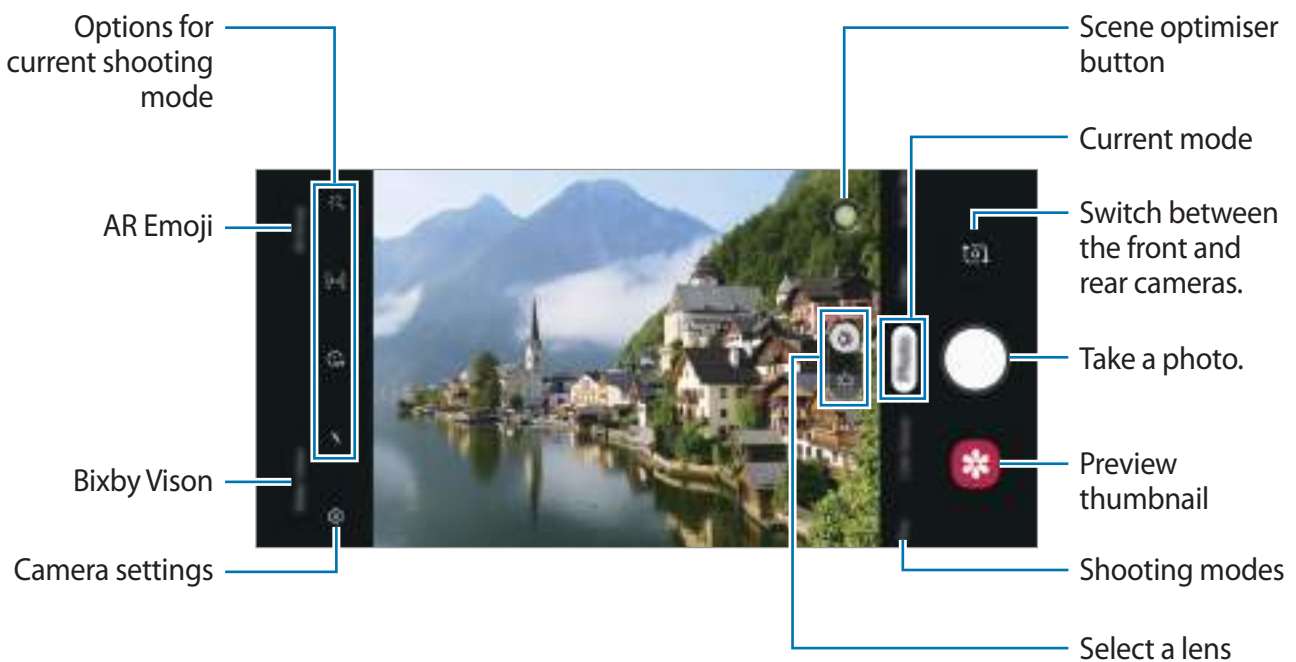 Options for
current shooting
mode
AR Emoji
Bixby Vison
Camera settings
Scene optimiser
button
Current mode
Switch between
the front and
rear cameras.
Take a photo.
Preview
thumbnail
Shooting modes
Select a lens